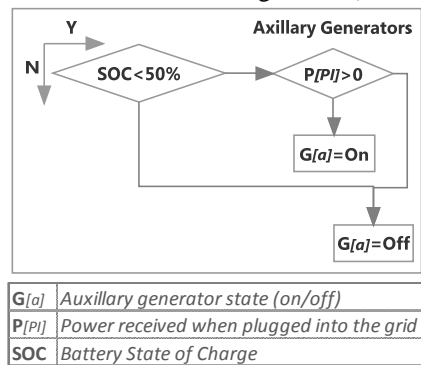 Axillary Generators
Y
N
SOC<50%
P[PI]>0
G[a]=On
G[a]=Off
G[a] Auxillary generator state (on/off)
P[PI] Power received when plugged into the grid
SOC Battery State of Charge